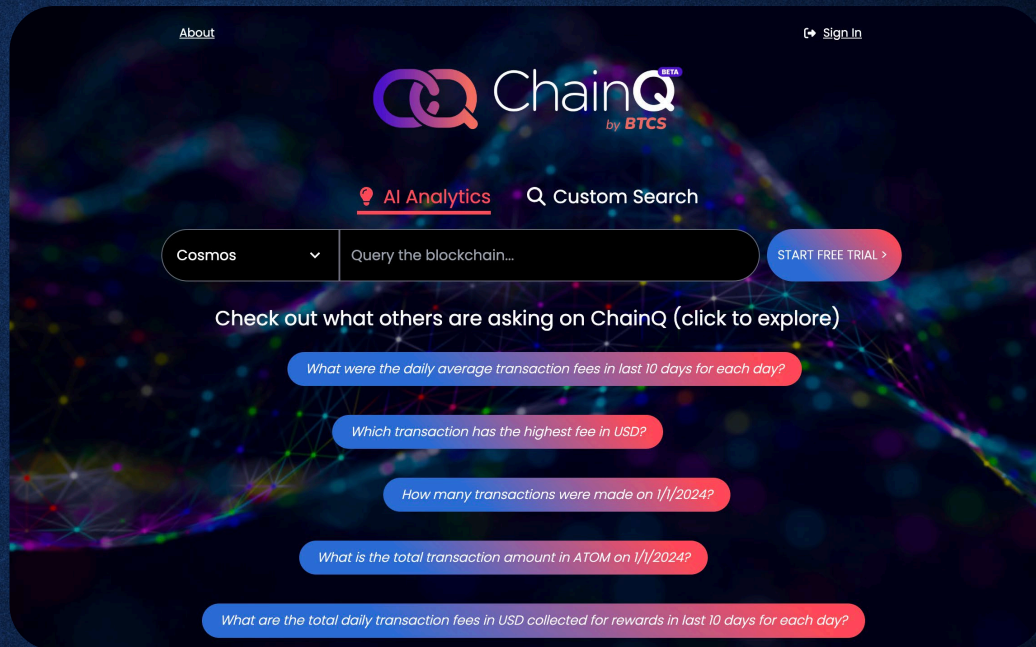 About
Sign In
ChainQ BETA
by BTCS
AI Analytics
Custom Search
Cosmos
Query the blockchain...
START FREE TRIAL >
Check out what others are asking on ChainQ (click to explore)
What were the daily average transaction fees in last 10 days for each day?
Which transaction has the highest fee in USD?
How many transactions were made on 1/1/2024?
What is the total transaction amount in ATOM on 1/1/2024?
What are the total daily transaction fees in USD collected for rewards in last 10 days for each day?